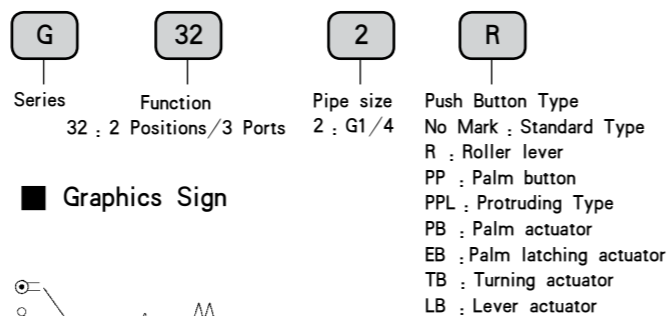 G 32 2 R
Series
Function
32 : 2 Positions/3 Ports
Pipe size
2 : G1/4
Push Button Type
No Mark : Standard Type
R : Roller lever
PP : Palm button
PPL : Protruding Type
PB : Palm actuator
EB : Palm latching actuator
TB : Turning actuator
LB : Lever actuator
Graphics Sign